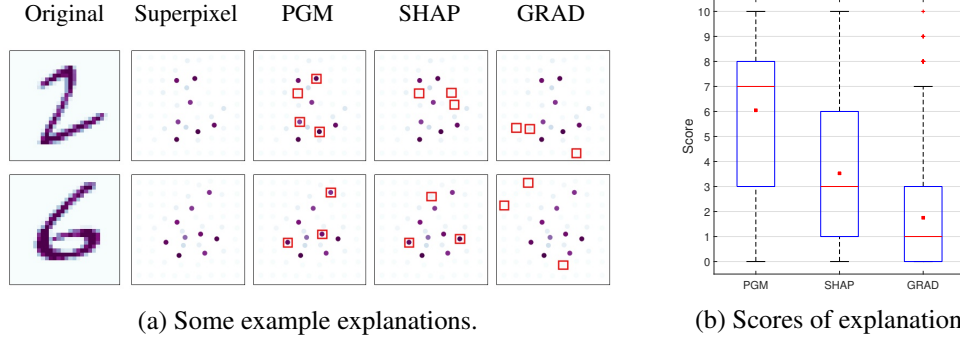 Original Superpixel PGM SHAP GRAD
(a) Some example explanations.
10
9
8
7
6
5
4
3
2
1
0
Score
PGM SHAP GRAD
(b) Scores of explanation